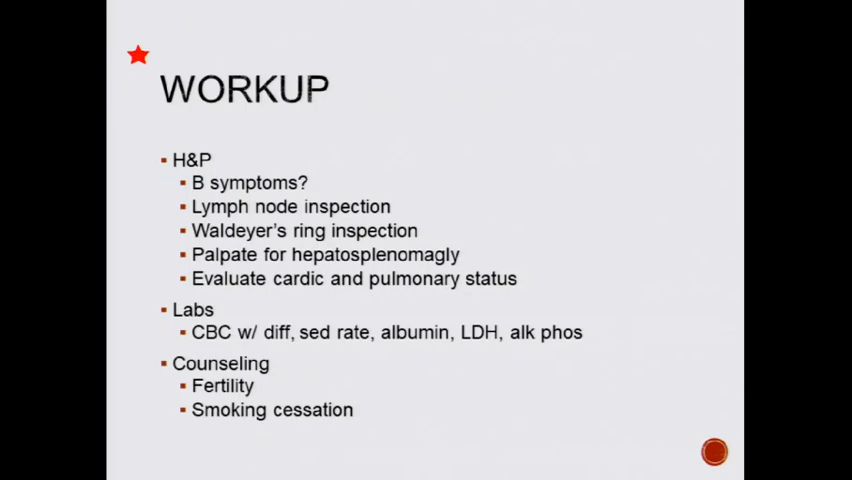 WORKUP
H&P
B symptoms?
Lymph node inspection
Waldeyer's ring inspection
Palpate for hepatosplenomagly
Evaluate cardic and pulmonary status
Labs
CBC w/ diff, sed rate, albumin, LDH, alk phos
Counseling
Fertility
Smoking cessation